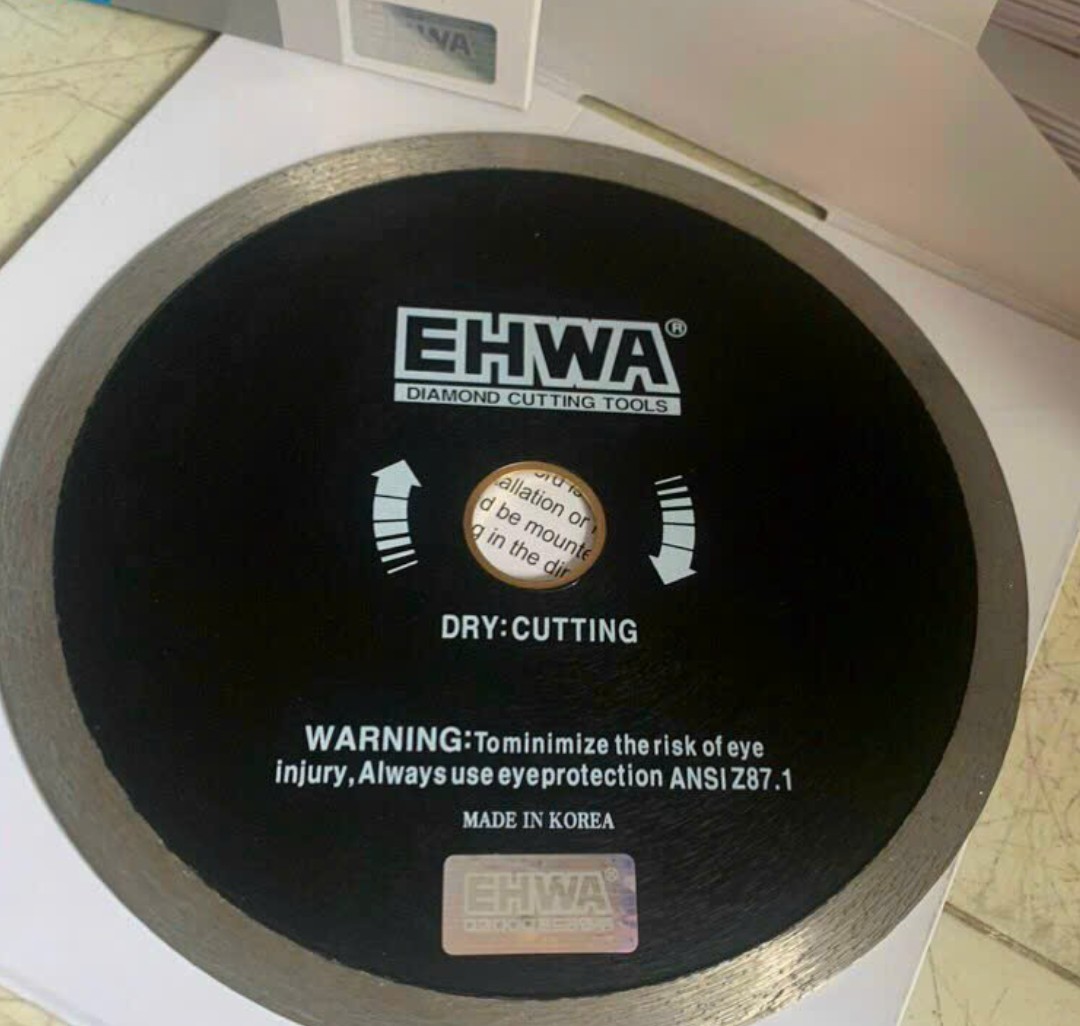 WA
EHWA®
DIAMOND CUTTING TOOLS
allation or
d be mounte
g in the dir
DRY:CUTTING
WARNING:Tominimize the risk of eye
injury,Always use eyeprotection ANSI Z87.1
MADE IN KOREA
EHWA®